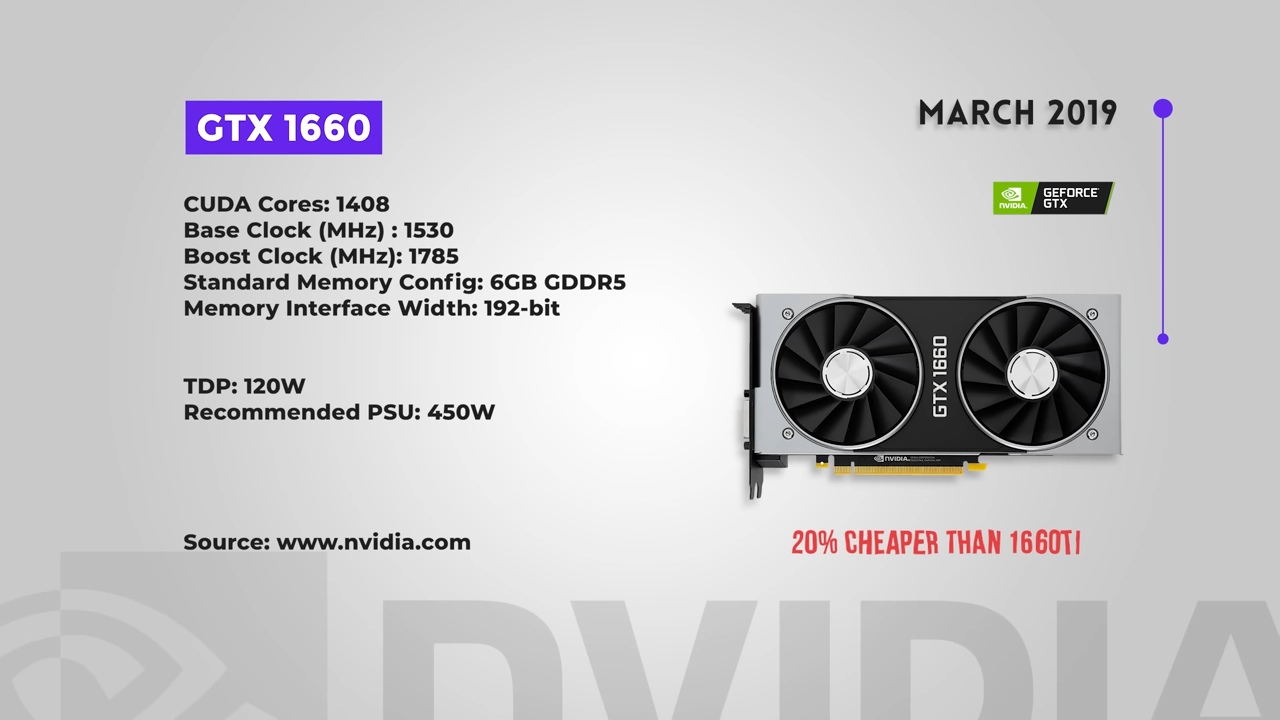 GTX 1660
MARCH 2019
CUDA Cores: 1408
Base Clock (MHz) : 1530
Boost Clock (MHz): 1785
Standard Memory Config: 6GB GDDR5
Memory Interface Width: 192-bit
TDP: 120W
Recommended PSU: 450W
Source: www.nvidia.com
NVIDIA.
GEFORCE
GTX
GTX 1660
NVIDIA.
20% CHEAPER THAN 1660TI
NVIDIA